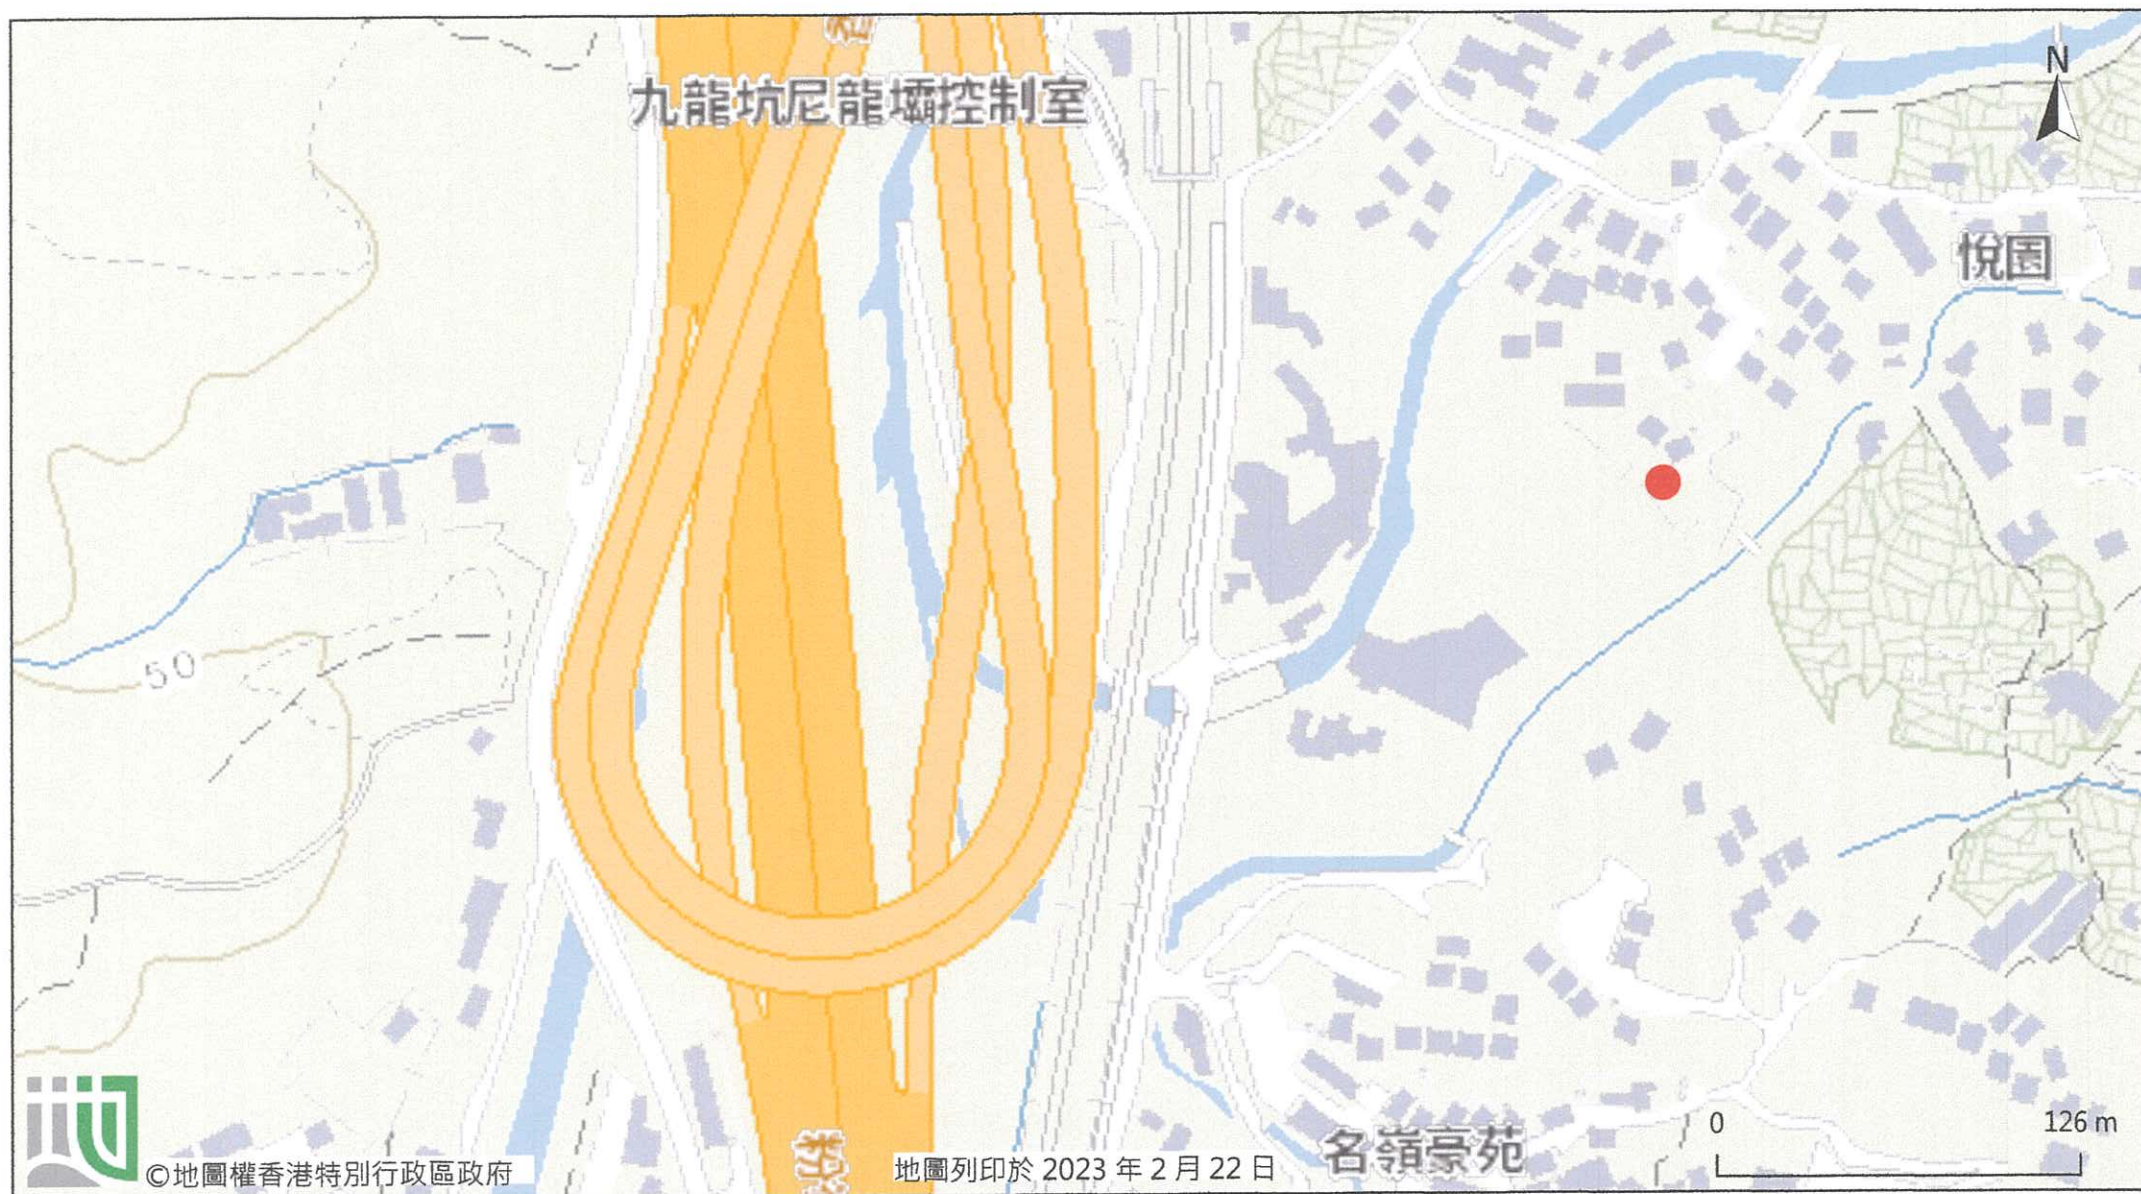 九龍坑尼龍壩控制室
N
悅園
50
0
126 m
名嶺豪苑
粉
©地圖權香港特別行政區政府
地圖列印於 2023 年 2 月 22 日